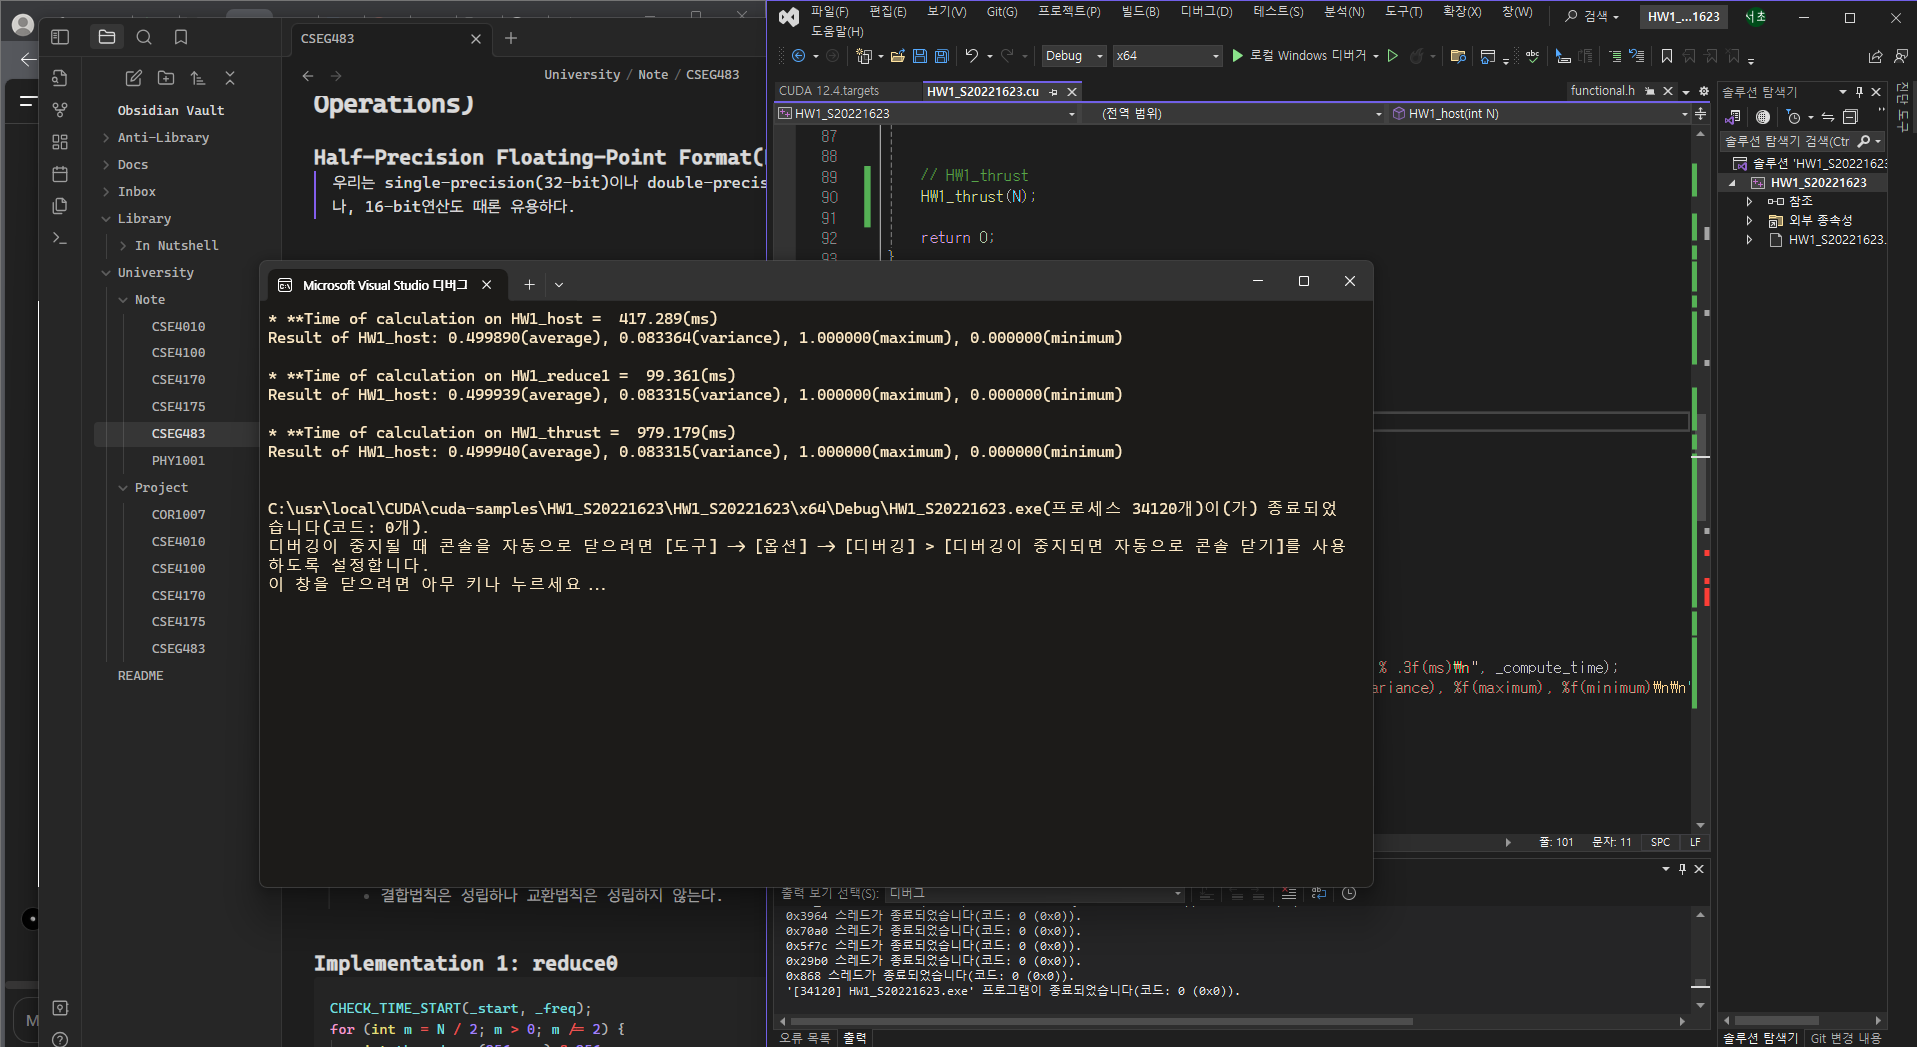 CSEG483
University / Note / CSEG483
Obsidian Vault
Anti-Library
Docs
Inbox
Library
In Nutshell
University
Note
CSE4010
CSE4100
CSE4170
CSE4175
CSEG483
PHY1001
Project
COR1007
CSE4010
CSE4100
CSE4170
CSE4175
CSEG483
README
Operations)
Half-Precision Floating-Point Format(
우리는 single-precision(32-bit)이나 double-precis
나, 16-bit연산도 때론 유용하다.
결합법칙은 성립하나 교환법칙은 성립하지 않는다.
Implementation 1: reduce0
CHECK_TIME_START(_start, _freq);
for (int m = N / 2; m > 0; m /= 2) {
M
파일(F) 편집(E) 보기(V) Git(G) 프로젝트(P) 빌드(B) 디버그(D) 테스트(S) 분석(N) 도구(T) 확장(X) 창(W) 검색 HW1_...1623 서초
도움말(H)
Debug x64 로컬 Windows 디버거
CUDA 12.4.targets HW1_S20221623.cu functional.h
HW1_S20221623 (전역 범위) HW1_host(int N)
87
88
89 // HW1_thrust
90 HW1_thrust(N);
91
92 return 0;
93 }
Microsoft Visual Studio 디버그
* **Time of calculation on HW1_host =  417.289(ms)
Result of HW1_host: 0.499890(average), 0.083364(variance), 1.000000(maximum), 0.000000(minimum)
* **Time of calculation on HW1_reduce1 =  99.361(ms)
Result of HW1_host: 0.499939(average), 0.083315(variance), 1.000000(maximum), 0.000000(minimum)
* **Time of calculation on HW1_thrust =  979.179(ms)
Result of HW1_host: 0.499940(average), 0.083315(variance), 1.000000(maximum), 0.000000(minimum)
C:\usr\local\CUDA\cuda-samples\HW1_S20221623\HW1_S20221623\x64\Debug\HW1_S20221623.exe(프로세스 34120개)이(가) 종료되었
습니다(코드: 0개).
디버깅이 중지될 때 콘솔을 자동으로 닫으려면 [도구] -> [옵션] -> [디버깅] > [디버깅이 중지되면 자동으로 콘솔 닫기]를 사용
하도록 설정합니다.
이 창을 닫으려면 아무 키나 누르세요...
% .3f(ms)₩n", _compute_time);
ariance), %f(maximum), %f(minimum)₩n₩n"
줄: 101 문자: 11 SPC LF
출력 보기 선택(S): 디버그
0x3964 스레드가 종료되었습니다(코드: 0 (0x0)).
0x70a0 스레드가 종료되었습니다(코드: 0 (0x0)).
0x5f7c 스레드가 종료되었습니다(코드: 0 (0x0)).
0x29b0 스레드가 종료되었습니다(코드: 0 (0x0)).
0x868 스레드가 종료되었습니다(코드: 0 (0x0)).
'[34120] HW1_S20221623.exe' 프로그램이 종료되었습니다(코드: 0 (0x0)).
오류 목록 출력
솔루션 탐색기
솔루션 탐색기 검색(Ctr
솔루션 'HW1_S20221623
HW1_S20221623
참조
외부 종속성
HW1_S20221623.
솔루션 탐색기 Git 변경 내용
진단 도구